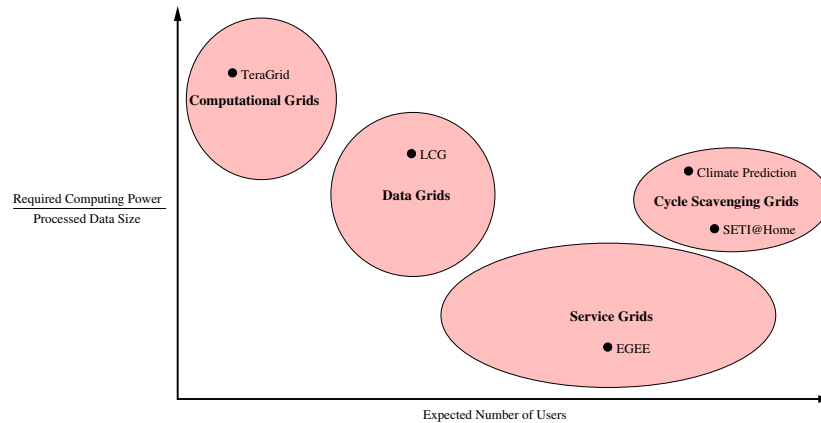 TeraGrid
Computational Grids
LCG
Data Grids
Climate Prediction
Cycle Scavenging Grids
SETI@Home
Required Computing Power
Processed Data Size
Service Grids
EGEE
Expected Number of Users